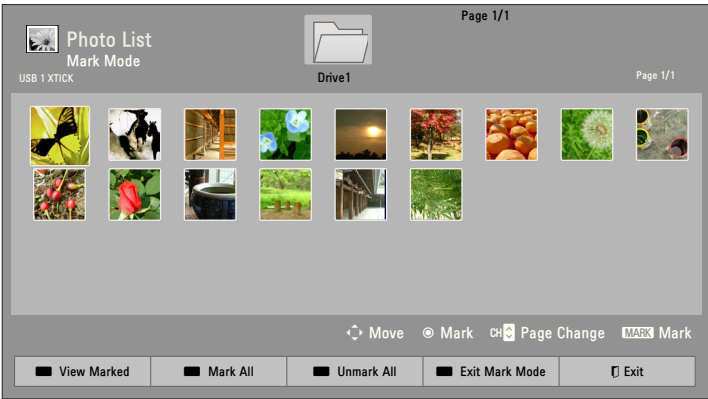 Page 1/1
Photo List
Mark Mode
USB 1 XTICK
Drive1
Page 1/1
Move
Mark
CH Page Change
MARK Mark
View Marked
Mark All
Unmark All
Exit Mark Mode
Exit